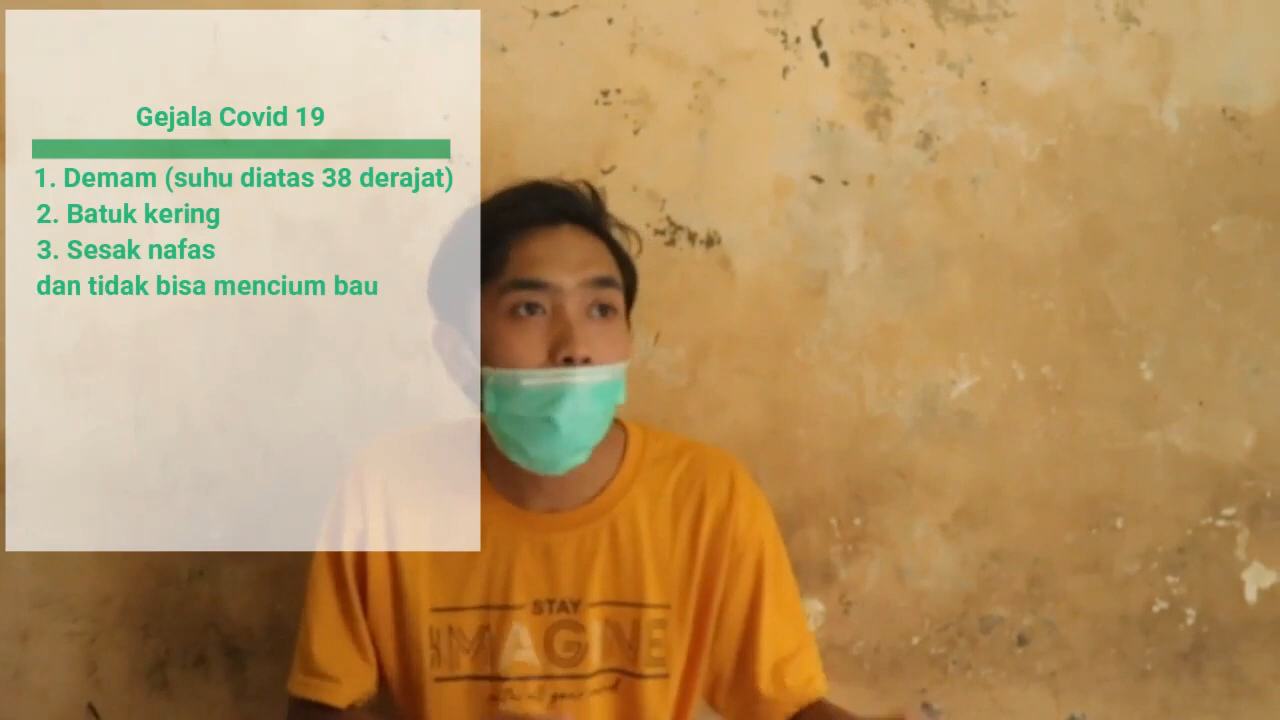 Gejala Covid 19
1. Demam (suhu diatas 38 derajat)
2. Batuk kering
3. Sesak nafas
dan tidak bisa mencium bau
STAY
IMAGINE